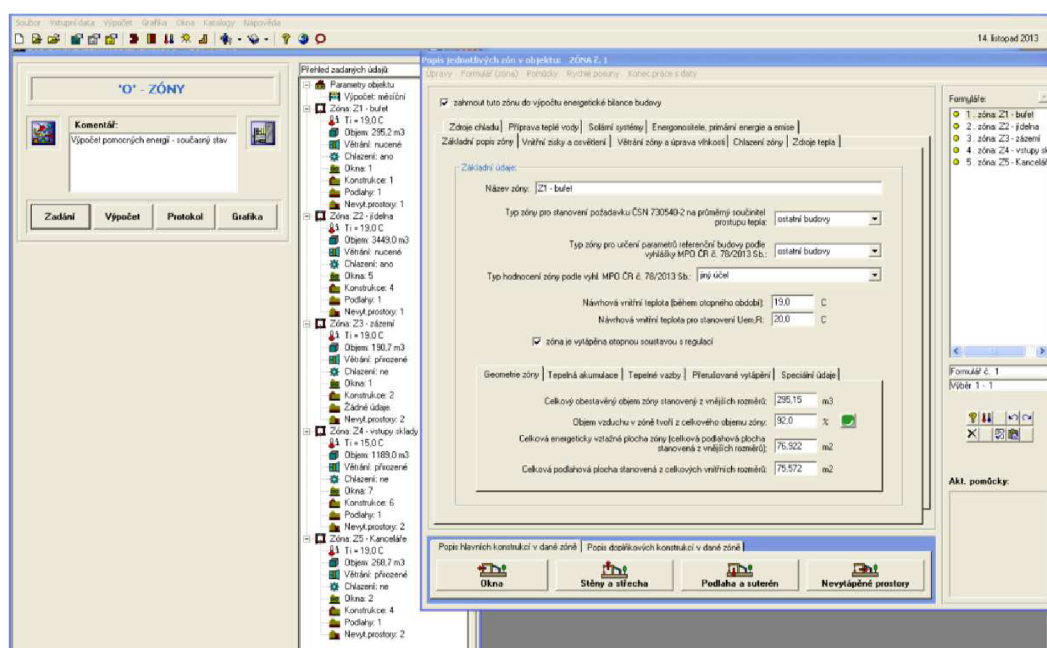 Soubor Vstupní data Výpočet Grafika Okna Katalogy Nápověda
14. listopad 2013
'O' - ZÓNY
Komentář:
Výpočet pomocných energií - současný stav
Zadání Výpočet Protokol Grafika
Přehled zadaných údajů:
Parametry objektu
Výpočet: měsíční
Zóna: Z1 - bufet
Ti = 19,0 C
Objem: 295,2 m3
Větrání: nucené
Chlazení: ano
Okna: 1
Konstrukce: 1
Podlahy: 1
Nevyt.prostory: 1
Zóna: Z2 - jídelna
Ti = 19,0 C
Objem: 3449,0 m3
Větrání: nucené
Chlazení: ano
Okna: 5
Konstrukce: 4
Podlahy: 1
Nevyt.prostory: 1
Zóna: Z3 - zázemí
Ti = 19,0 C
Objem: 190,7 m3
Větrání: přirozené
Chlazení: ne
Okna: 1
Konstrukce: 2
Žádné údaje.
Nevyt.prostory: 2
Zóna: Z4 - vstupy sklady
Ti = 15,0 C
Objem: 1189,0 m3
Větrání: přirozené
Chlazení: ne
Okna: 7
Konstrukce: 6
Podlahy: 1
Nevyt.prostory: 2
Zóna: Z5 - Kanceláře
Ti = 19,0 C
Objem: 268,7 m3
Větrání: přirozené
Chlazení: ne
Okna: 2
Konstrukce: 4
Podlahy: 1
Nevyt.prostory: 2
Popis jednotlivých zón v objektu: ZÓNA č. 1
Úpravy Formulář (zóna) Pomůcky Rychlé posuny Konec práce s daty
zahrnout tuto zónu do výpočtu energetické bilance budovy
Zdroje chladu Příprava teplé vody Solární systémy Energonositele, primární energie a emise
Základní popis zóny Vnitřní zisky a osvětlení Větrání zóny a úprava vlhkosti Chlazení zóny Zdroje tepla
Základní údaje:
Název zóny: Z1 - bufet
Typ zóny pro stanovení požadavku ČSN 730540-2 na průměrný součinitel
prostupu tepla: ostatní budovy
Typ zóny pro určení parametrů referenční budovy podle
vyhlášky MPO ČR č. 78/2013 Sb.: ostatní budovy
Typ hodnocení zóny podle vyhl. MPO ČR č. 78/2013 Sb.: jiný účel
Návrhová vnitřní teplota (během otopného období): 19,0 C
Návrhová vnitřní teplota pro stanovení Uem,R: 20,0 C
zóna je vytápěna otopnou soustavou s regulací
Geometrie zóny Tepelná akumulace Tepelné vazby Přerušované vytápění Speciální údaje
Celkový obestavěný objem zóny stanovený z vnějších rozměrů: 295,15 m3
Objem vzduchu v zóně tvoří z celkového objemu zóny: 92,0 %
Celková energeticky vztažná plocha zóny (celková podlahová plocha
stanovená z vnějších rozměrů): 76,922 m2
Celková podlahová plocha stanovená z celkových vnitřních rozměrů: 75,572 m2
Popis hlavních konstrukcí v dané zóně Popis doplňkových konstrukcí v dané zóně
Okna Stěny a střecha Podlaha a suterén Nevytápěné prostory
Formuláře:
1 . zóna: Z1 - bufet
2 . zóna: Z2 - jídelna
3 . zóna: Z3 - zázemí
4 . zóna: Z4 - vstupy sk
5 . zóna: Z5 - Kancelář
Formulář č. 1
Výběr 1 - 1
Akt. pomůcky: